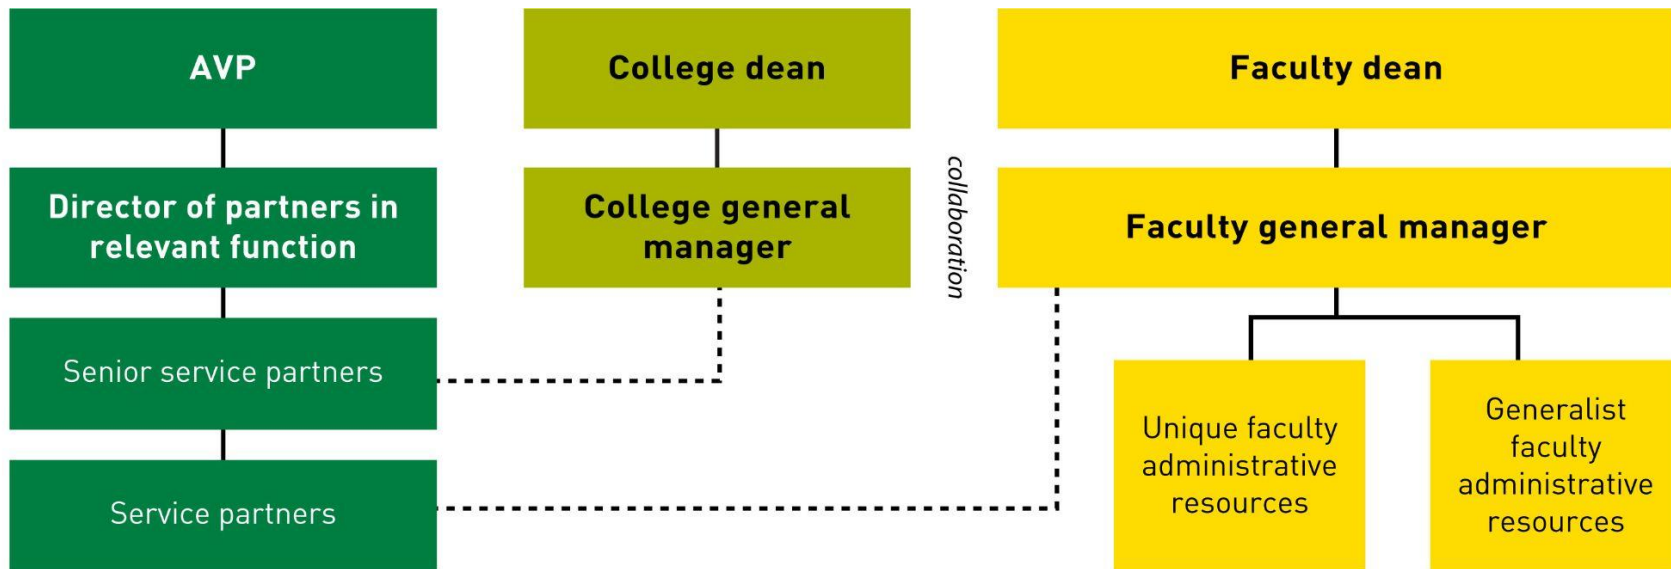 AVP
College dean
Faculty dean
Director of partners in
relevant function
College general
manager
collaboration
Faculty general manager
Senior service partners
Service partners
Unique faculty
administrative
resources
Generalist
faculty
administrative
resources